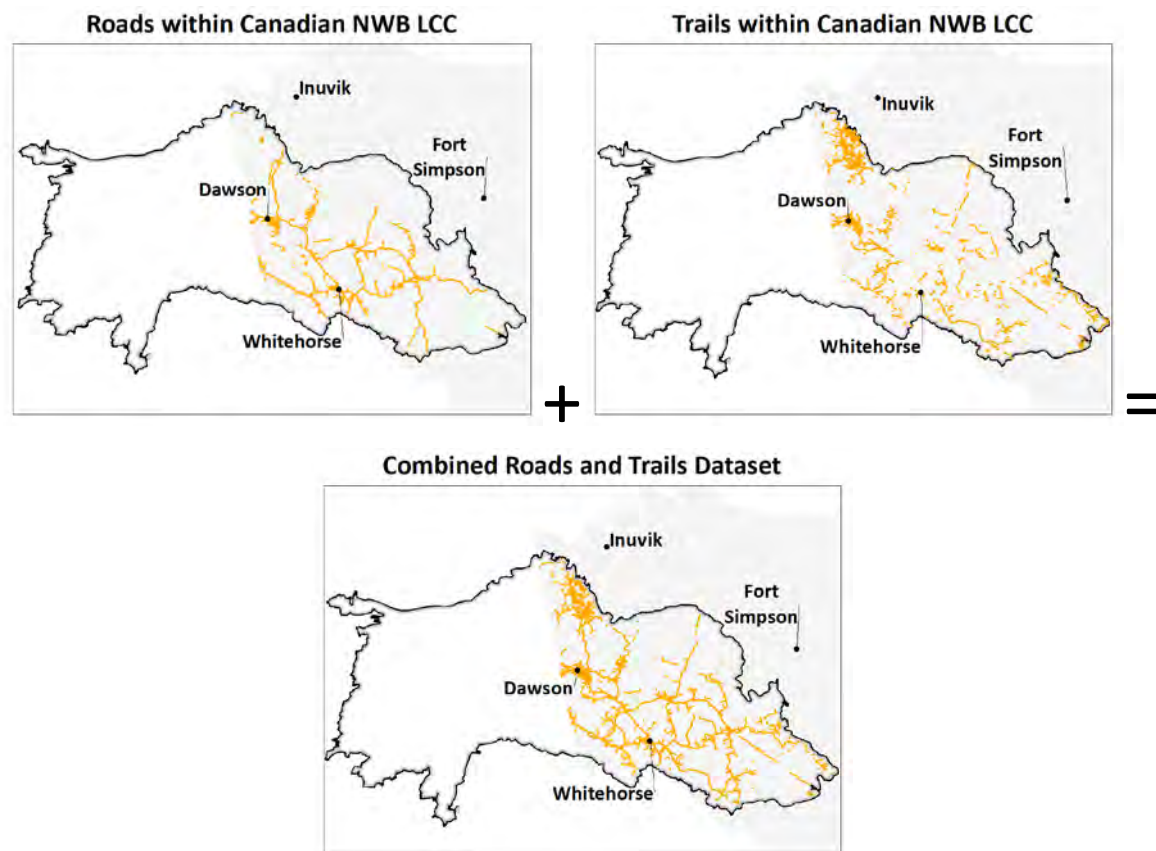 Roads within Canadian NWB LCC
Inuvik
Fort
Simpson
Dawson
Whitehorse
+
Trails within Canadian NWB LCC
Inuvik
Fort
Simpson
Dawson
Whitehorse
=
Combined Roads and Trails Dataset
Inuvik
Fort
Simpson
Dawson
Whitehorse